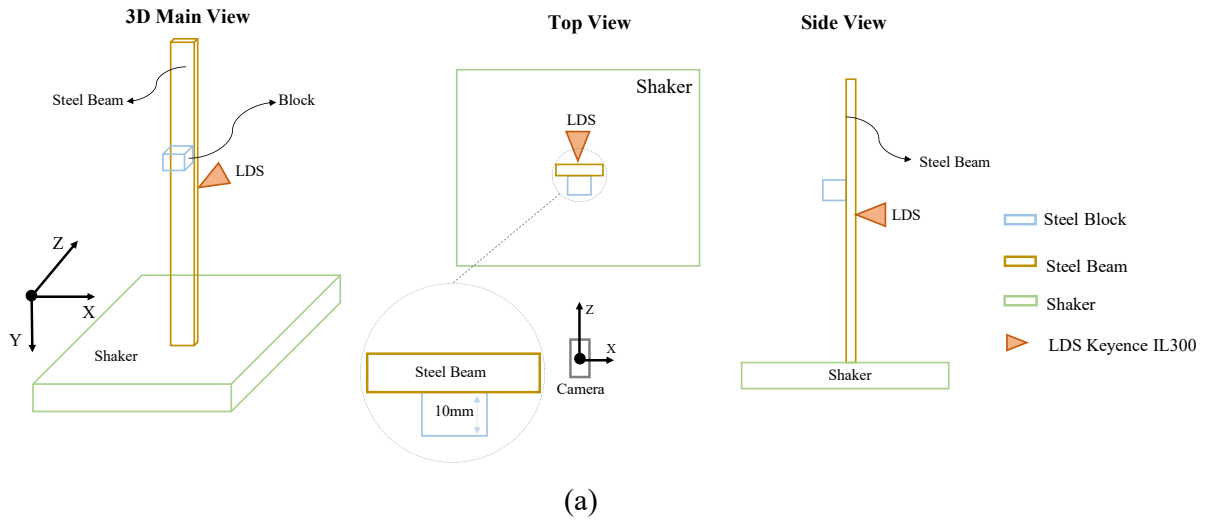 3D Main View
Steel Beam
Block
LDS
Z
X
Y
Shaker
Top View
Shaker
LDS
Steel Beam
10mm
Z
X
Camera
Side View
Steel Beam
LDS
Shaker
Steel Block
Steel Beam
Shaker
LDS Keyence IL300
(a)